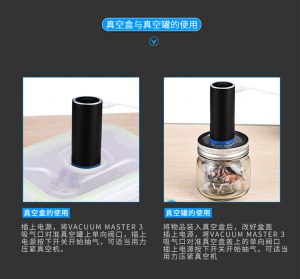 真空盒与真空罐的使用
真空盒的使用
插上电源，将VACUUM MASTER 3
吸气口对准真空罐上单向阀口，插上
电源按下开关开始抽气，可适当用力
压紧真空机。
真空罐的使用
将物品装入真空盒后，改好盒盖
插上电源，将VACUUM MASTER 3
吸气口对准真空盒盖上的单向阀口
插上电源按下开关开始抽气，可适
当用力压紧真空机